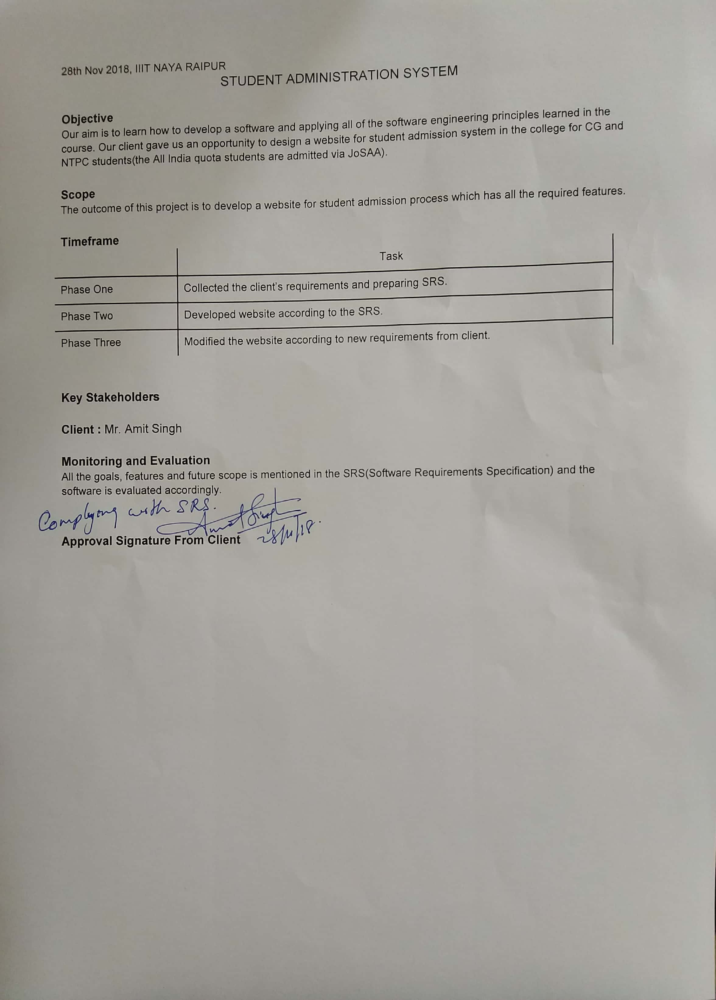 28th Nov 2018, IIIT NAYA RAIPUR
STUDENT ADMINISTRATION SYSTEM
Objective
Our aim is to learn how to develop a software and applying all of the software engineering principles learned in the
course. Our client gave us an opportunity to design a website for student admission system in the college for CG and
NTPC students(the All India quota students are admitted via JoSAA).
Scope
The outcome of this project is to develop a website for student admission process which has all the required features.
Timeframe
Task
Phase One Collected the client's requirements and preparing SRS.
Phase Two Developed website according to the SRS.
Phase Three Modified the website according to new requirements from client.
Key Stakeholders
Client : Mr. Amit Singh
Monitoring and Evaluation
All the goals, features and future scope is mentioned in the SRS(Software Requirements Specification) and the
software is evaluated accordingly.
Complying with SRS.
Amit Singh
Approval Signature From Client 28/11/18.